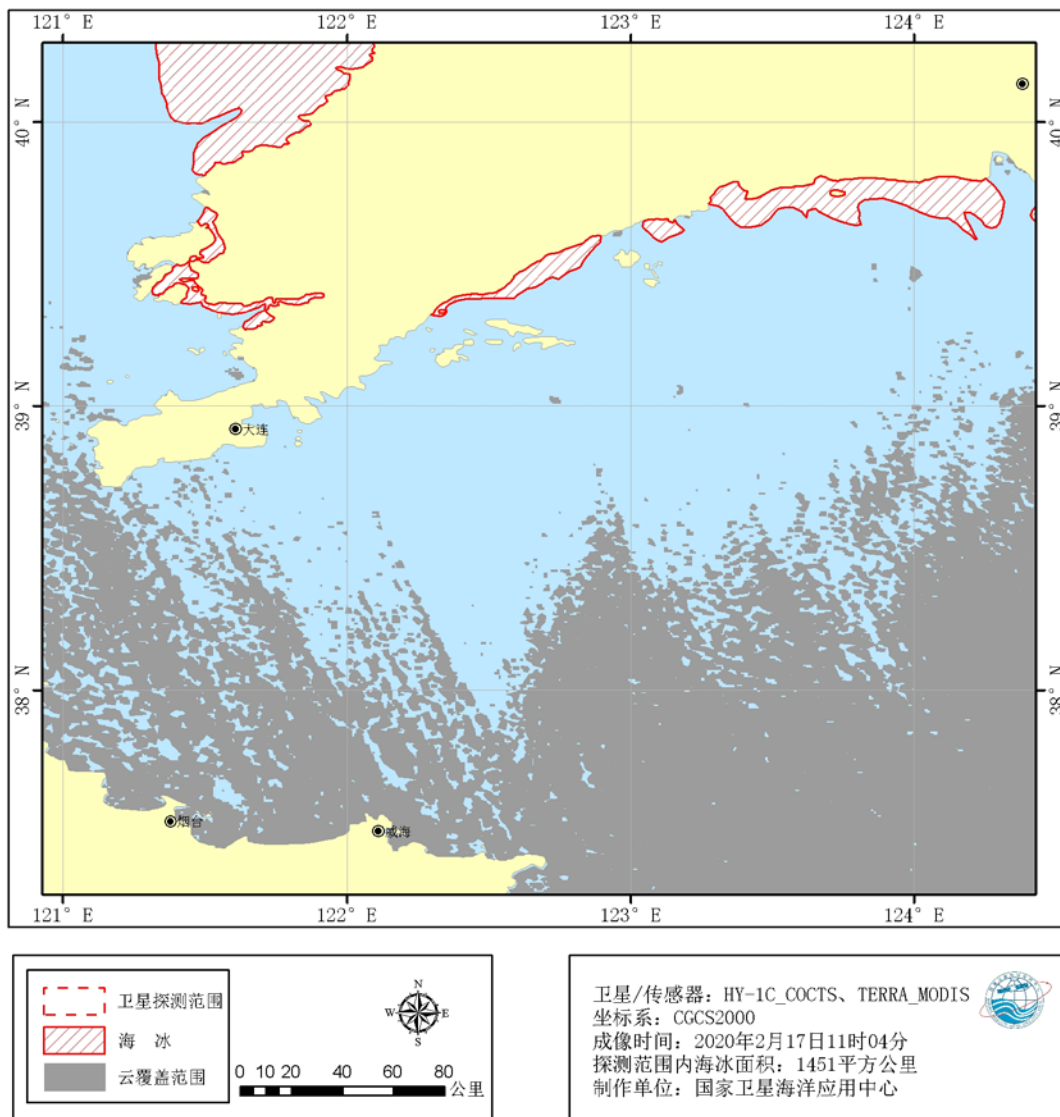 121° E
122° E
123° E
124° E
40° N
40° N
39° N
39° N
38° N
38° N
大连
烟台
威海
121° E
122° E
123° E
124° E
卫星探测范围
海 冰
云覆盖范围
N
W
E
S
0 10 20 40 60 80
公里
卫星/传感器: HY-1C_COCTS、TERRA_MODIS
坐标系: CGCS2000
成像时间: 2020年2月17日11时04分
探测范围内海冰面积: 1451平方公里
制作单位: 国家卫星海洋应用中心